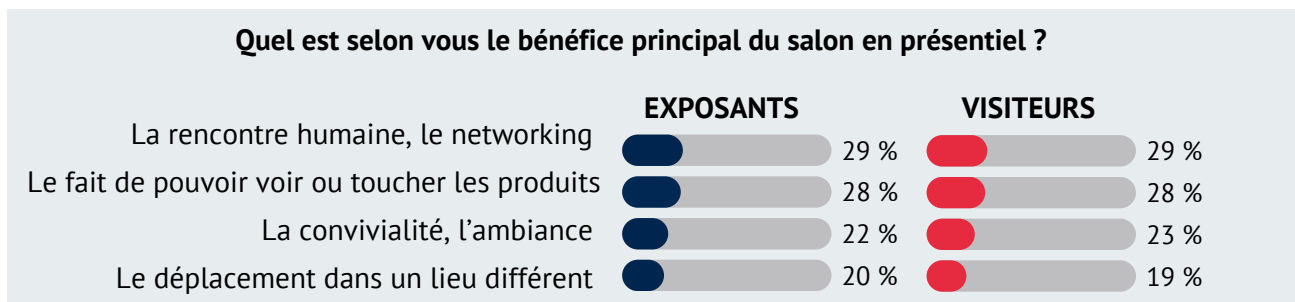 Quel est selon vous le bénéfice principal du salon en présentiel ?
EXPOSANTS VISITEURS
La rencontre humaine, le networking 29 % 29 %
Le fait de pouvoir voir ou toucher les produits 28 % 28 %
La convivialité, l’ambiance 22 % 23 %
Le déplacement dans un lieu différent 20 % 19 %